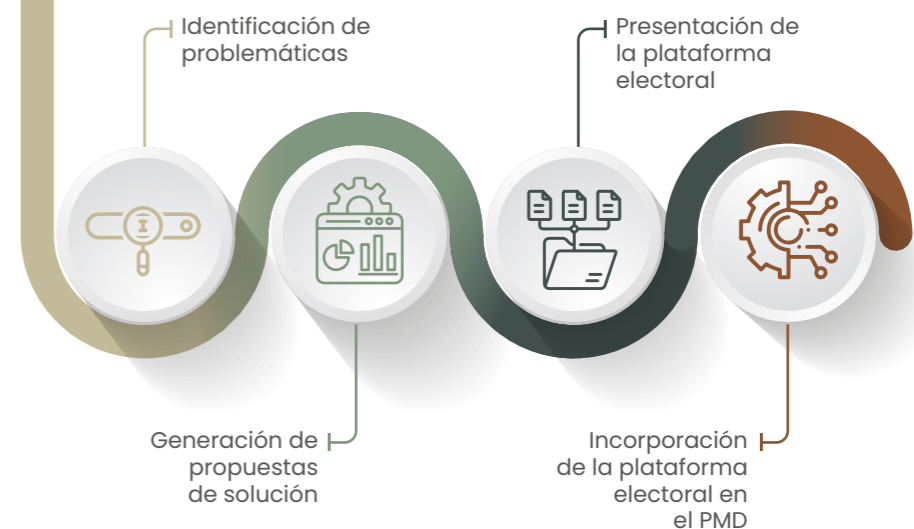 Identificación de
problemáticas
Generación de
propuestas
de solución
Presentación de
la plataforma
electoral
Incorporación
de la plataforma
electoral en
el PMD